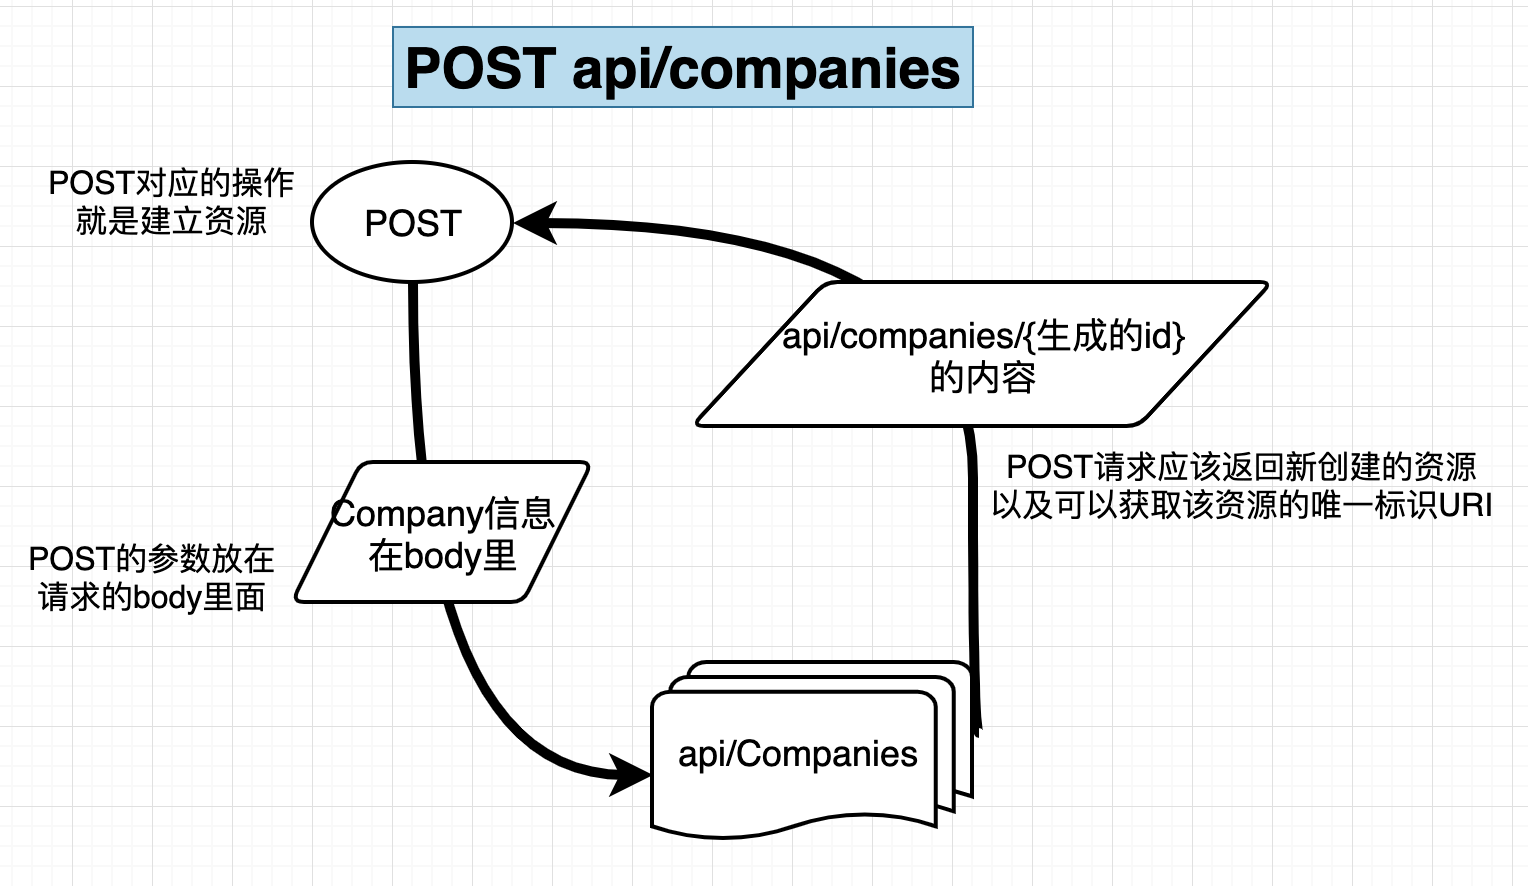 POST api/companies
POST对应的操作
就是建立资源
POST
api/companies/{生成的id}
的内容
POST请求应该返回新创建的资源
以及可以获取该资源的唯一标识URI
Company信息
在body里
POST的参数放在
请求的body里面
api/Companies